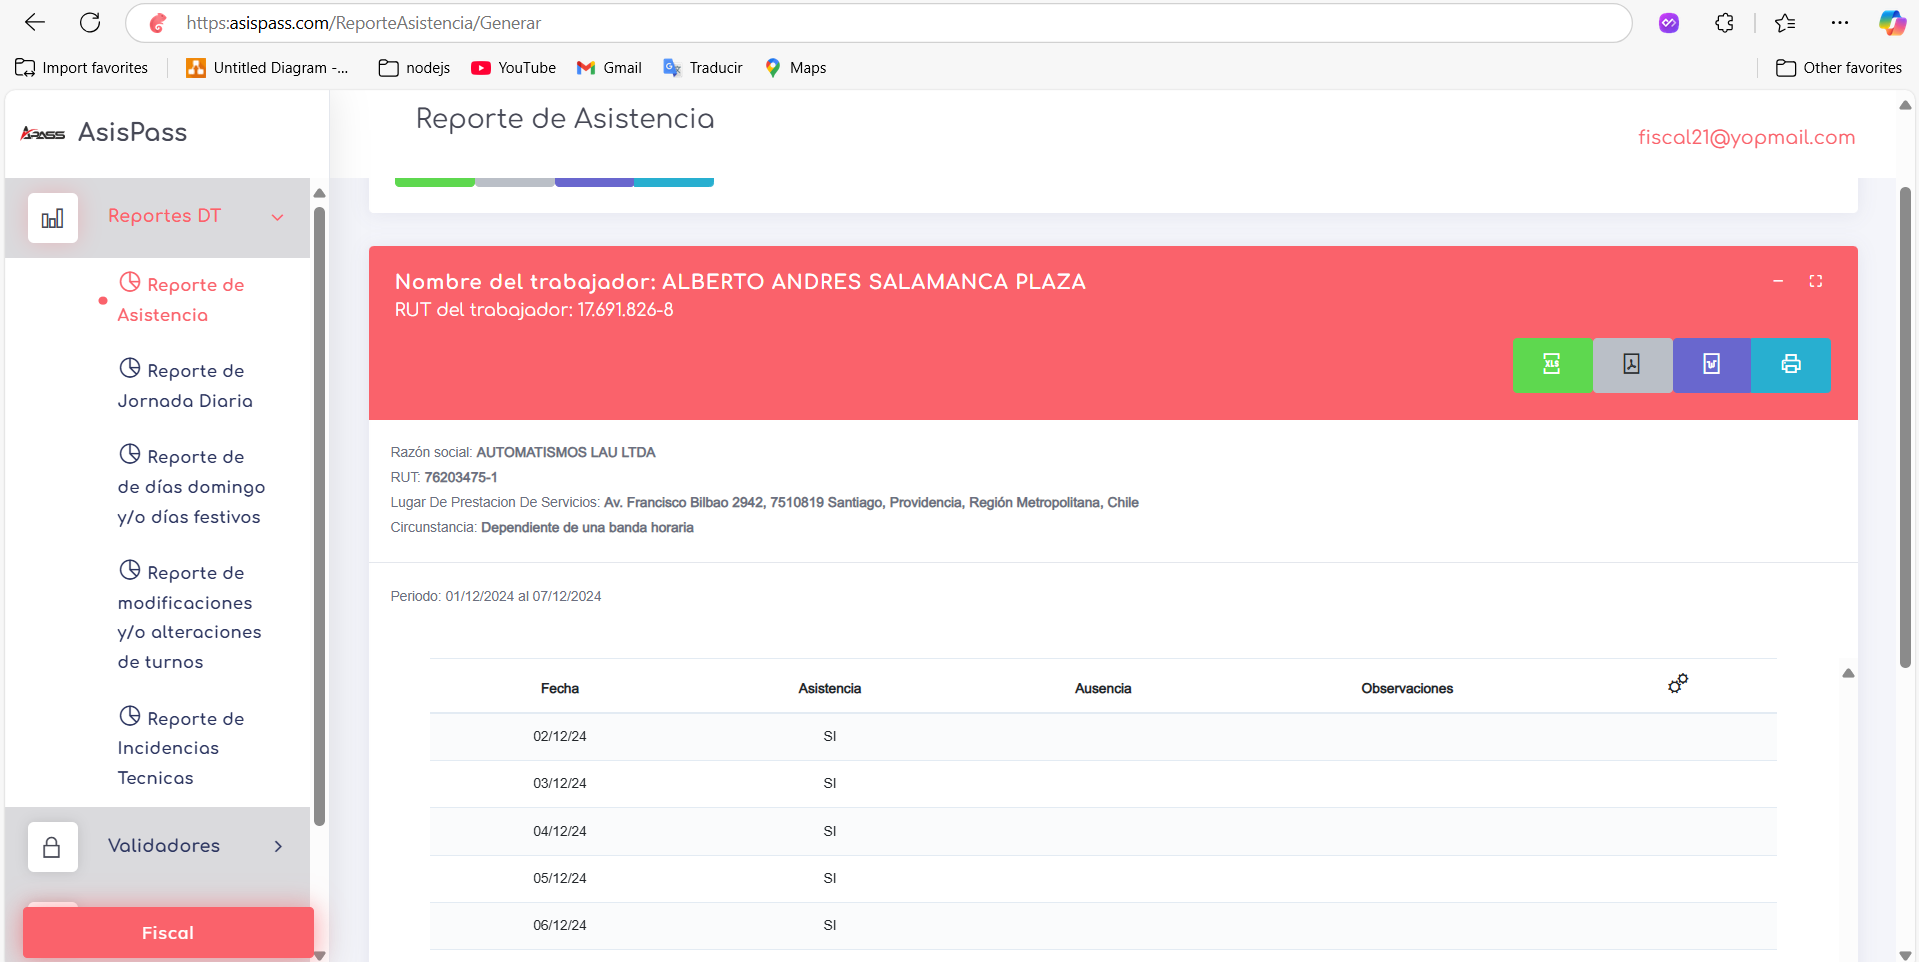 https:asispass.com/ReporteAsistencia/Generar
Import favorites
Untitled Diagram -...
nodejs
YouTube
Gmail
Traducir
Maps
Other favorites
APASS
AsisPass
Reporte de Asistencia
fiscal21@yopmail.com
Reportes DT
Reporte de
Asistencia
Reporte de
Jornada Diaria
Reporte de
de días domingo
y/o días festivos
Reporte de
modificaciones
y/o alteraciones
de turnos
Reporte de
Incidencias
Tecnicas
Validadores
Fiscal
Nombre del trabajador: ALBERTO ANDRES SALAMANCA PLAZA
RUT del trabajador: 17.691.826-8
XLS
Razón social: AUTOMATISMOS LAU LTDA
RUT: 76203475-1
Lugar De Prestacion De Servicios: Av. Francisco Bilbao 2942, 7510819 Santiago, Providencia, Región Metropolitana, Chile
Circunstancia: Dependiente de una banda horaria
Periodo: 01/12/2024 al 07/12/2024
Fecha Asistencia Ausencia Observaciones
02/12/24 SI
03/12/24 SI
04/12/24 SI
05/12/24 SI
06/12/24 SI